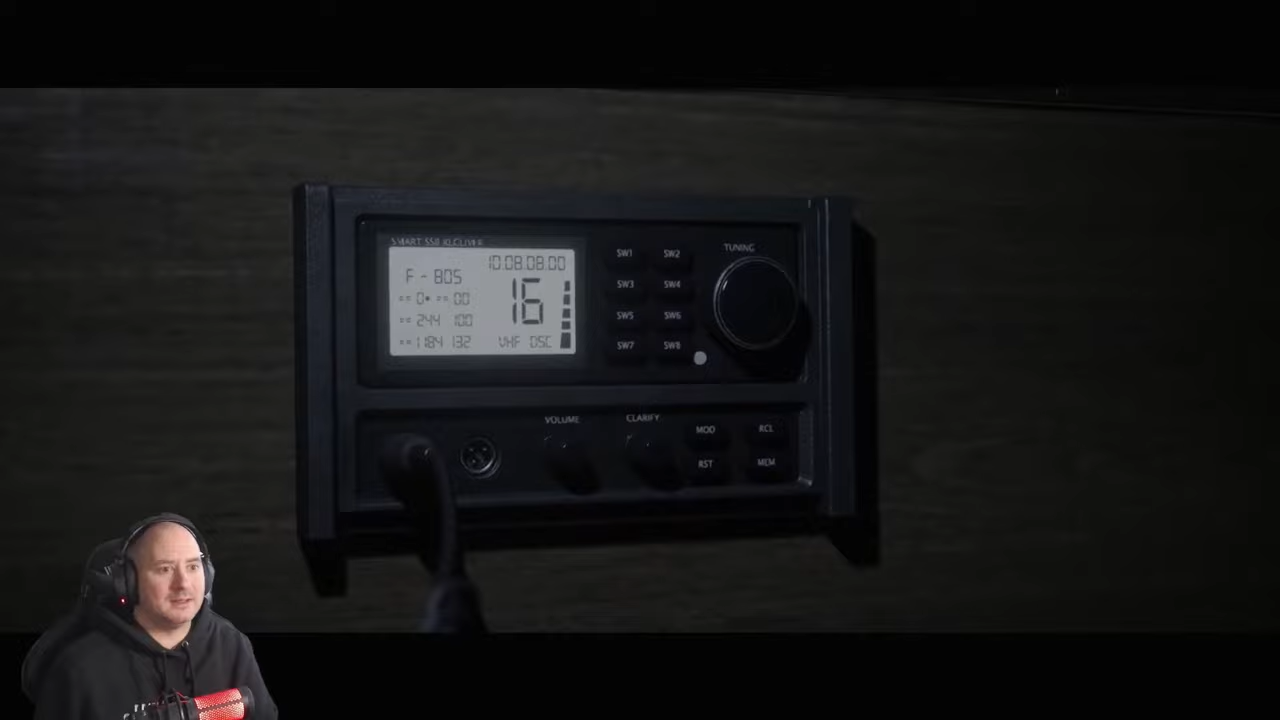 SMART SSB RECEIVER
10.08.08.00
F - 805
16
== 0• == 00
== 244 100
== 1184 132
VHF DSC
SW1 SW2
SW3 SW4
SW5 SW6
SW7 SW8
TUNING
VOLUME
CLARIFY
MOD
RCL
RST
MEM